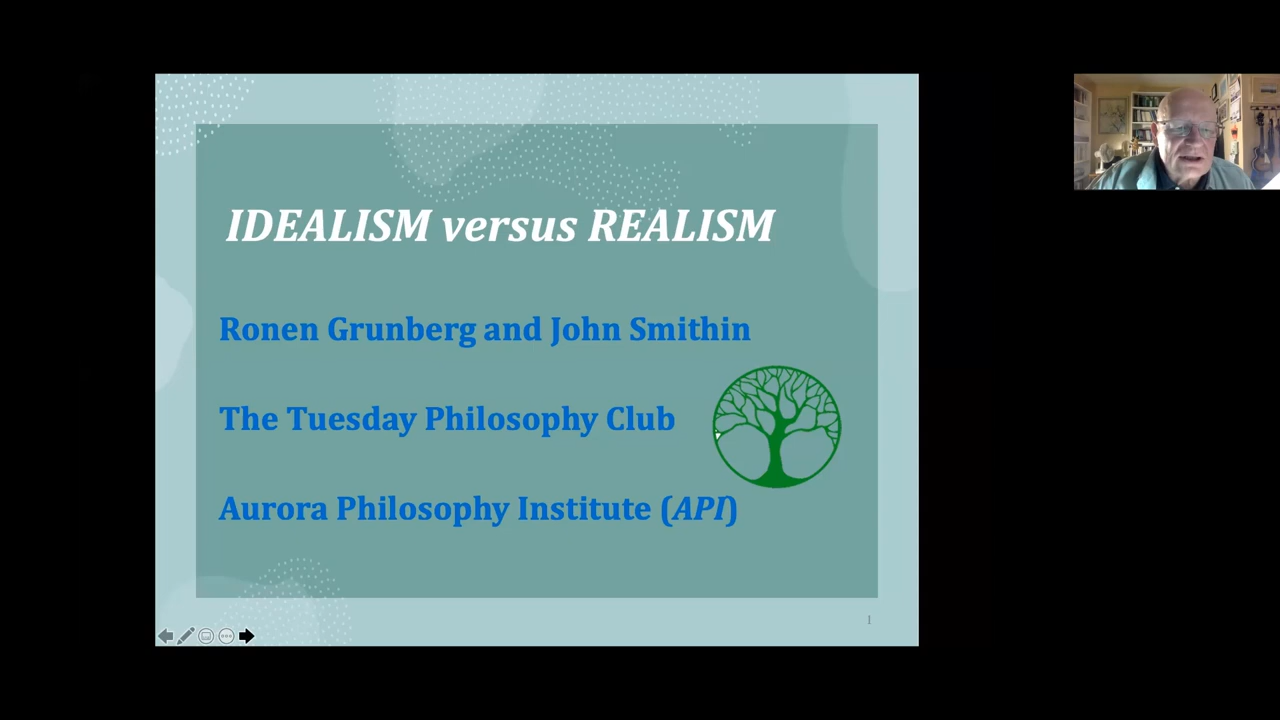 IDEALISM versus REALISM
Ronen Grunberg and John Smithin
The Tuesday Philosophy Club
Aurora Philosophy Institute (API)
1